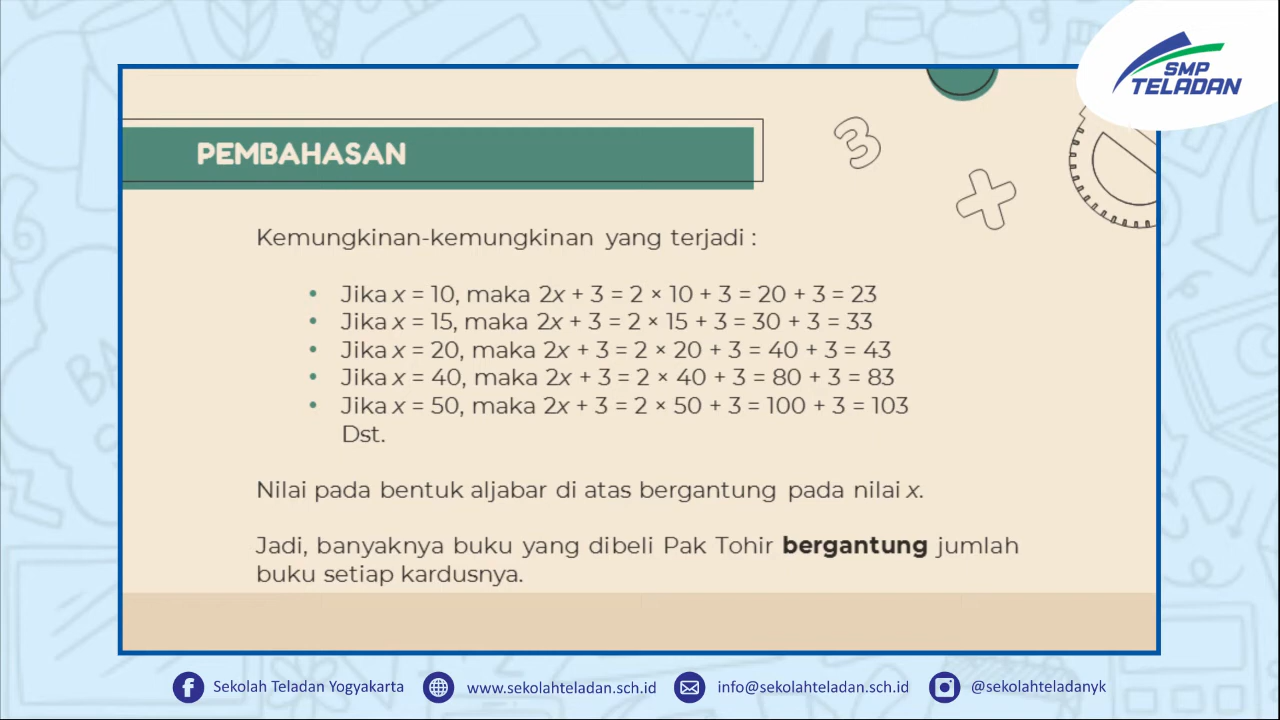 SMP
TELADAN
PEMBAHASAN
3
Kemungkinan-kemungkinan yang terjadi :
• Jika x = 10, maka 2x + 3 = 2 × 10 + 3 = 20 + 3 = 23
• Jika x = 15, maka 2x + 3 = 2 × 15 + 3 = 30 + 3 = 33
• Jika x = 20, maka 2x + 3 = 2 × 20 + 3 = 40 + 3 = 43
• Jika x = 40, maka 2x + 3 = 2 × 40 + 3 = 80 + 3 = 83
• Jika x = 50, maka 2x + 3 = 2 × 50 + 3 = 100 + 3 = 103
Dst.
Nilai pada bentuk aljabar di atas bergantung pada nilai x.
Jadi, banyaknya buku yang dibeli Pak Tohir bergantung jumlah
buku setiap kardusnya.
Sekolah Teladan Yogyakarta www.sekolahteladan.sch.id info@sekolahteladan.sch.id @sekolahteladanyk